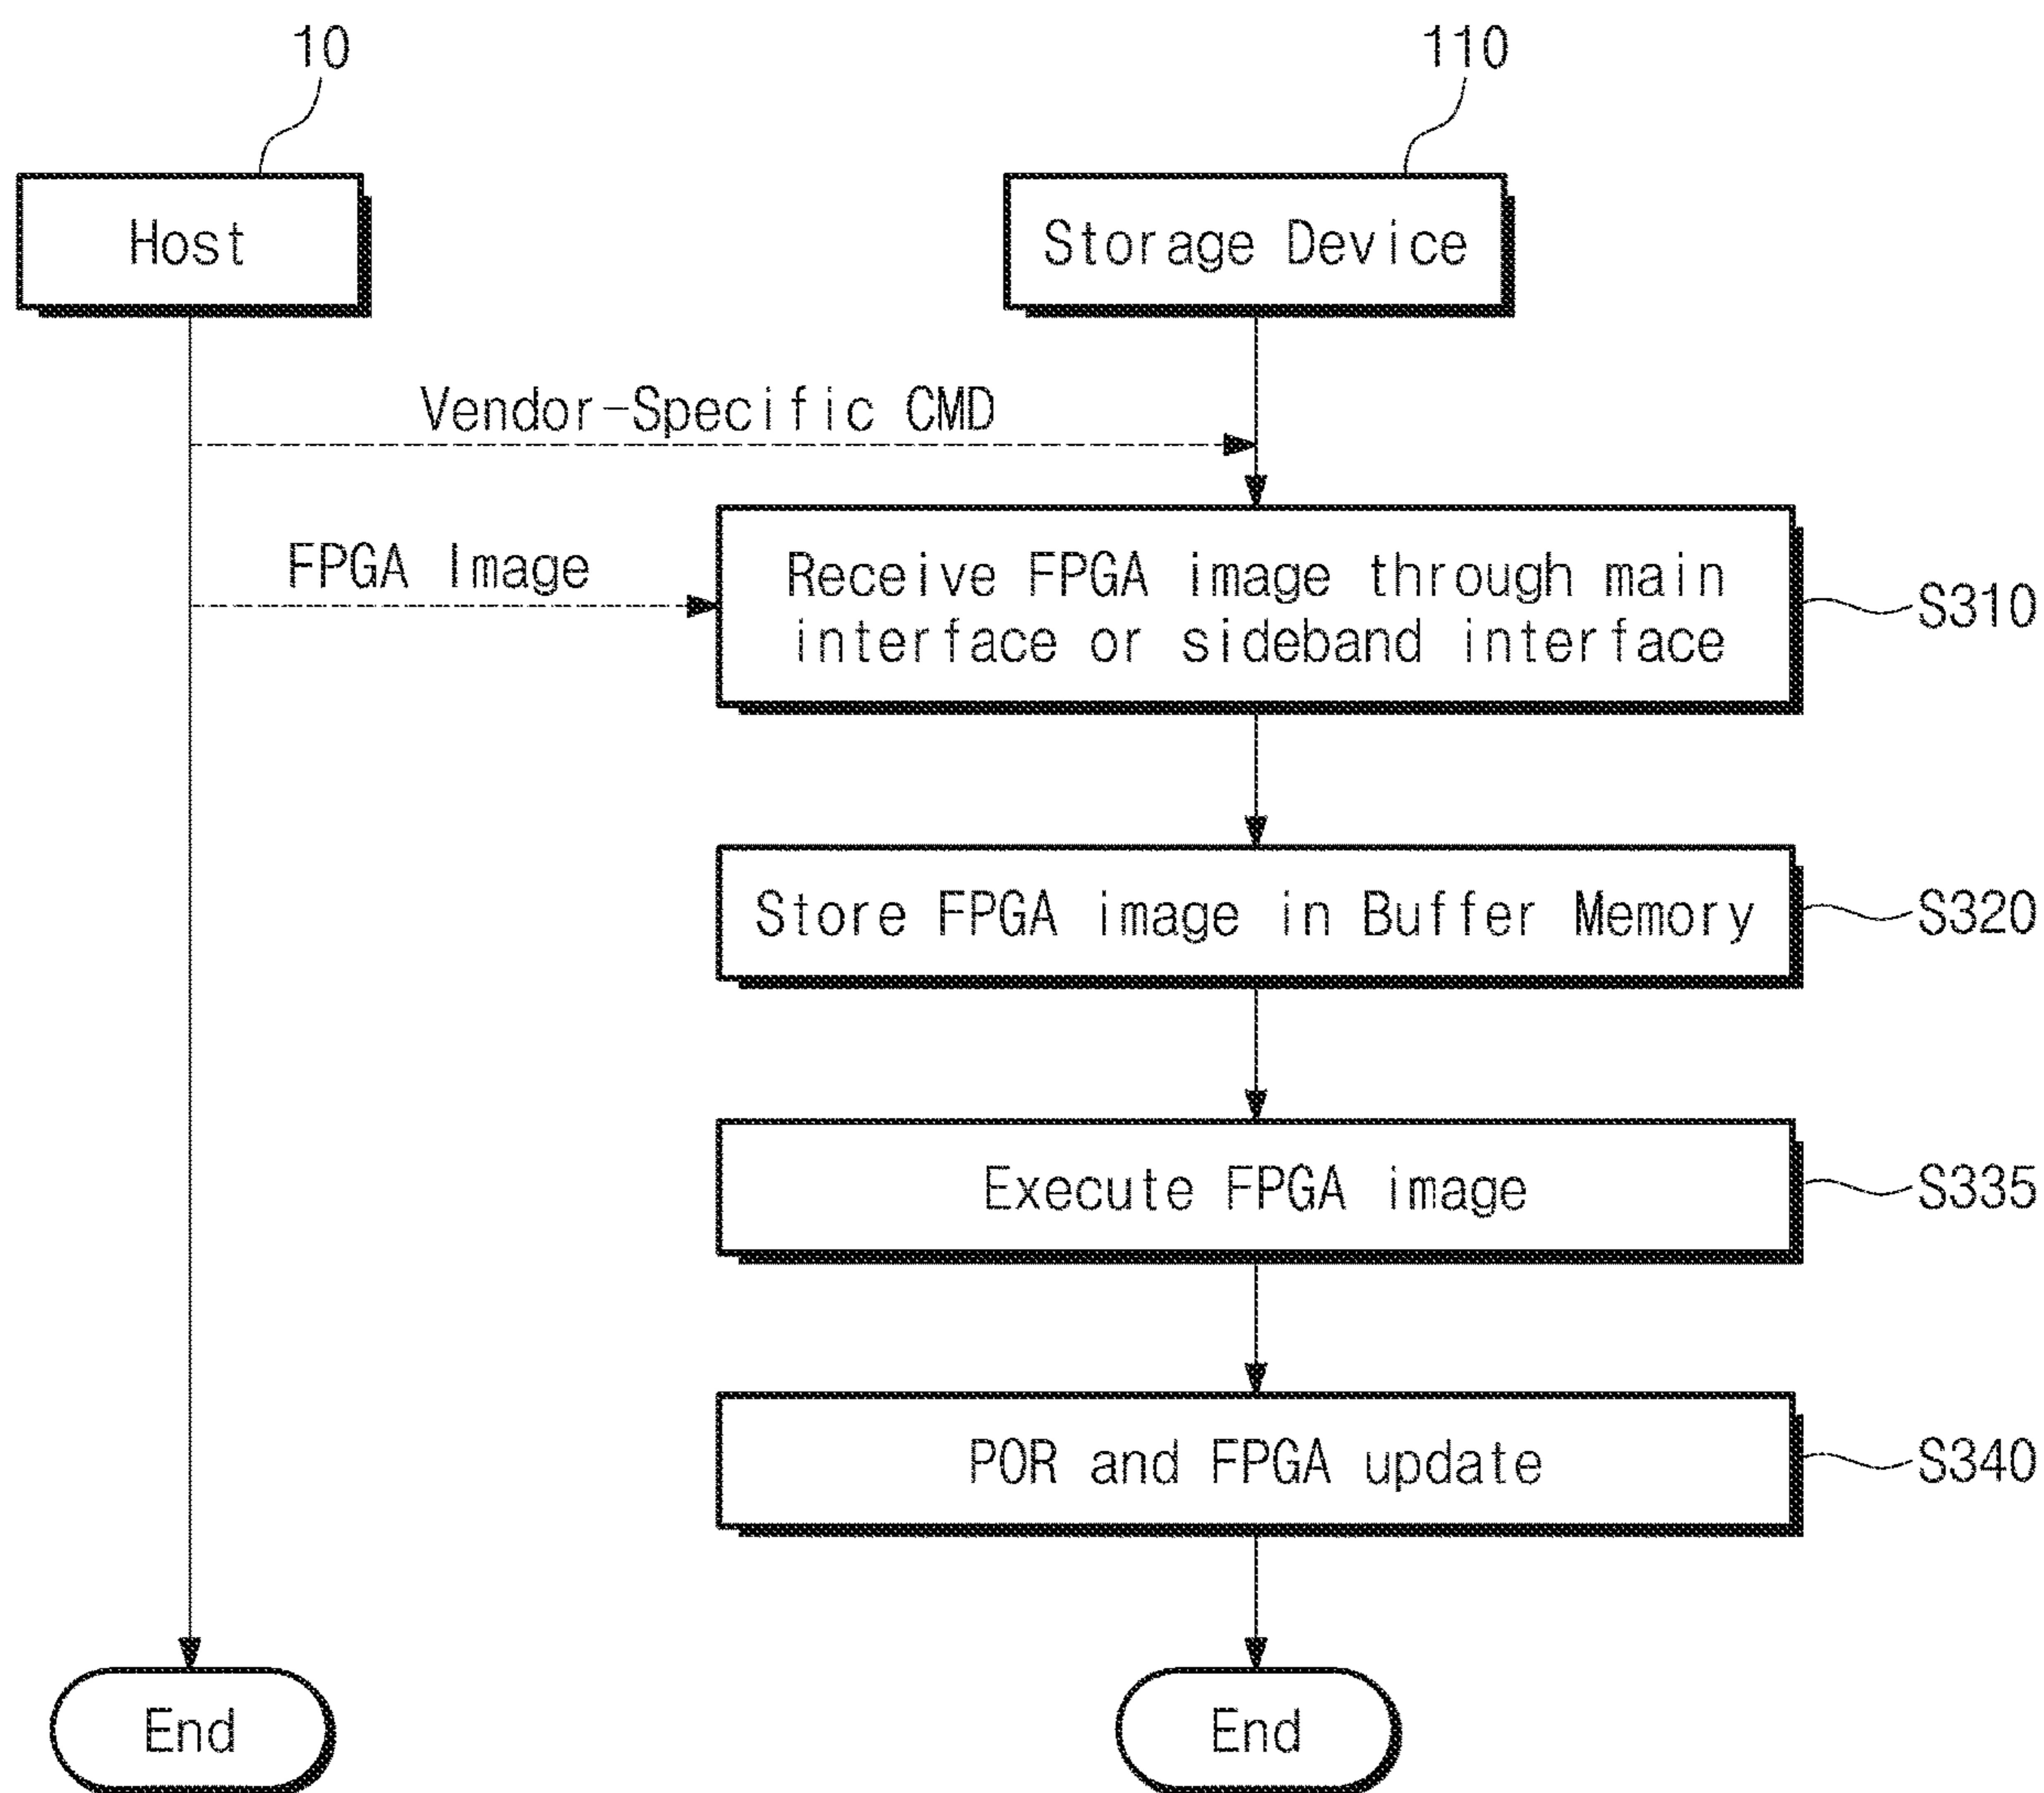 10
110
Host
Storage Device
Vendor-Specific CMD
FPGA Image
Receive FPGA image through main
interface or sideband interface
S310
Store FPGA image in Buffer Memory
S320
Execute FPGA image
S335
POR and FPGA update
S340
End
End